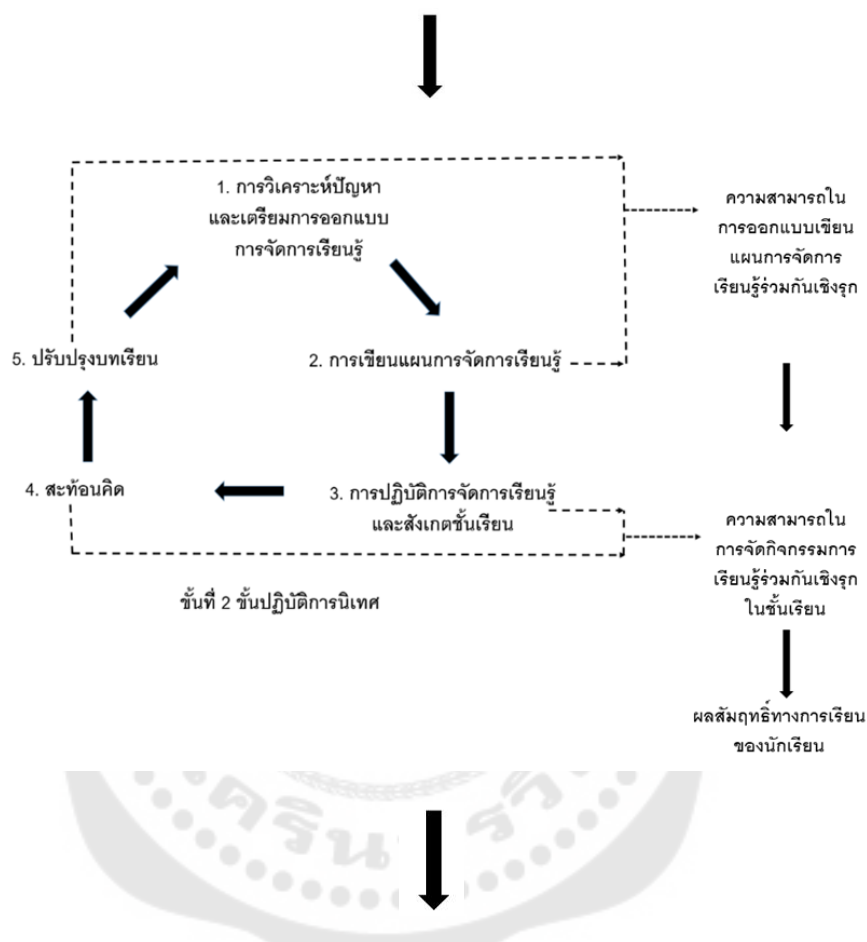 1. การวิเคราะห์ปัญหา
และเตรียมการออกแบบ
การจัดการเรียนรู้
ความสามารถใน
การออกแบบเขียน
แผนการจัดการ
เรียนรู้ร่วมกันเชิงรุก
5. ปรับปรุงบทเรียน
2. การเขียนแผนการจัดการเรียนรู้
4. สะท้อนคิด
3. การปฏิบัติการจัดการเรียนรู้
และสังเกตชั้นเรียน
ความสามารถใน
การจัดกิจกรรมการ
เรียนรู้ร่วมกันเชิงรุก
ในชั้นเรียน
ขั้นที่ 2 ขั้นปฏิบัติการนิเทศ
ผลสัมฤทธิ์ทางการเรียน
ของนักเรียน